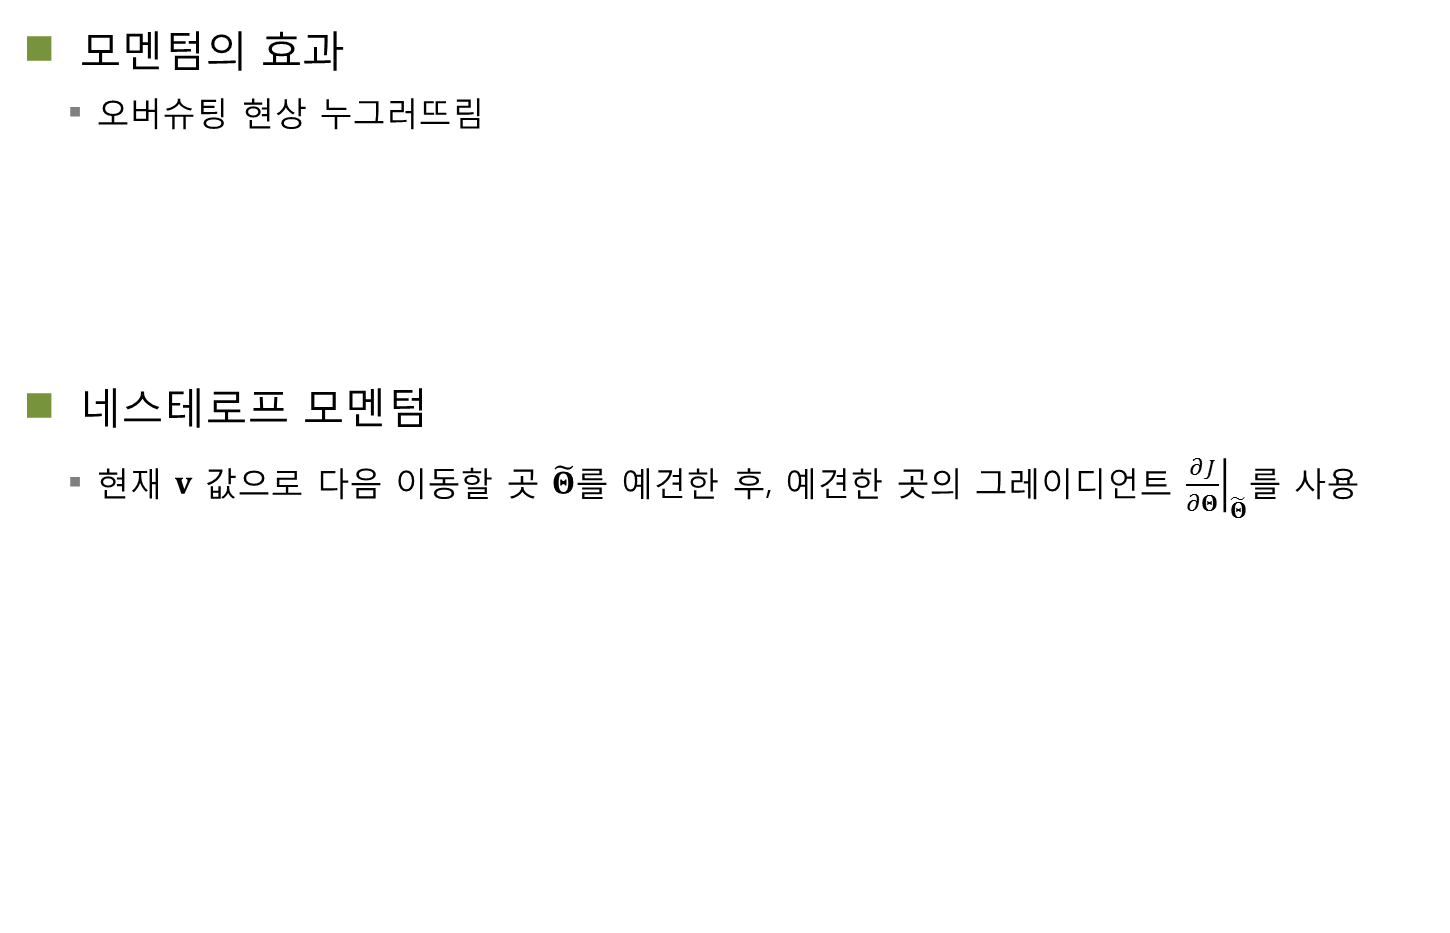 ■ 모멘텀의 효과
▪ 오버슈팅 현상 누그러뜨림
■ 네스테로프 모멘텀
▪ 현재 𝐯 값으로 다음 이동할 곳 𝚯̃를 예견한 후, 예견한 곳의 그레이디언트 ∂J/∂𝚯|𝚯̃를 사용